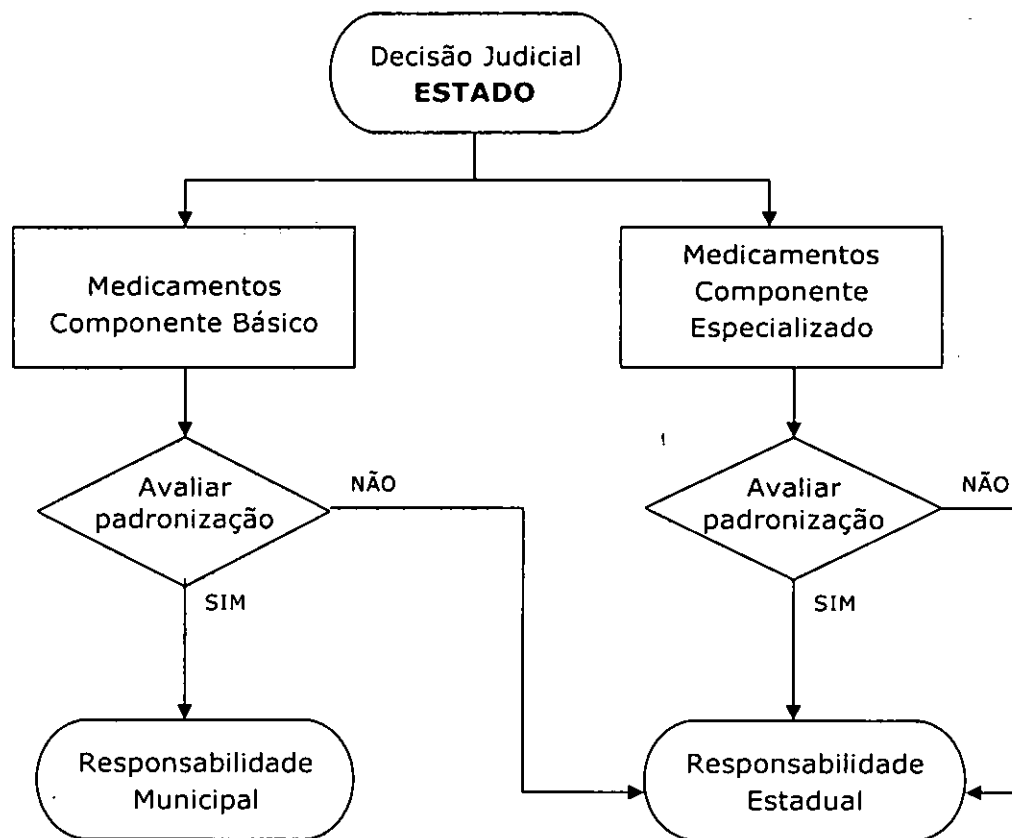 Decisão Judicial
ESTADO
Medicamentos
Componente Básico
Medicamentos
Componente
Especializado
Avaliar
padronização
NÃO
SIM
Avaliar
padronização
NÃO
SIM
Responsabilidade
Municipal
Responsabilidade
Estadual